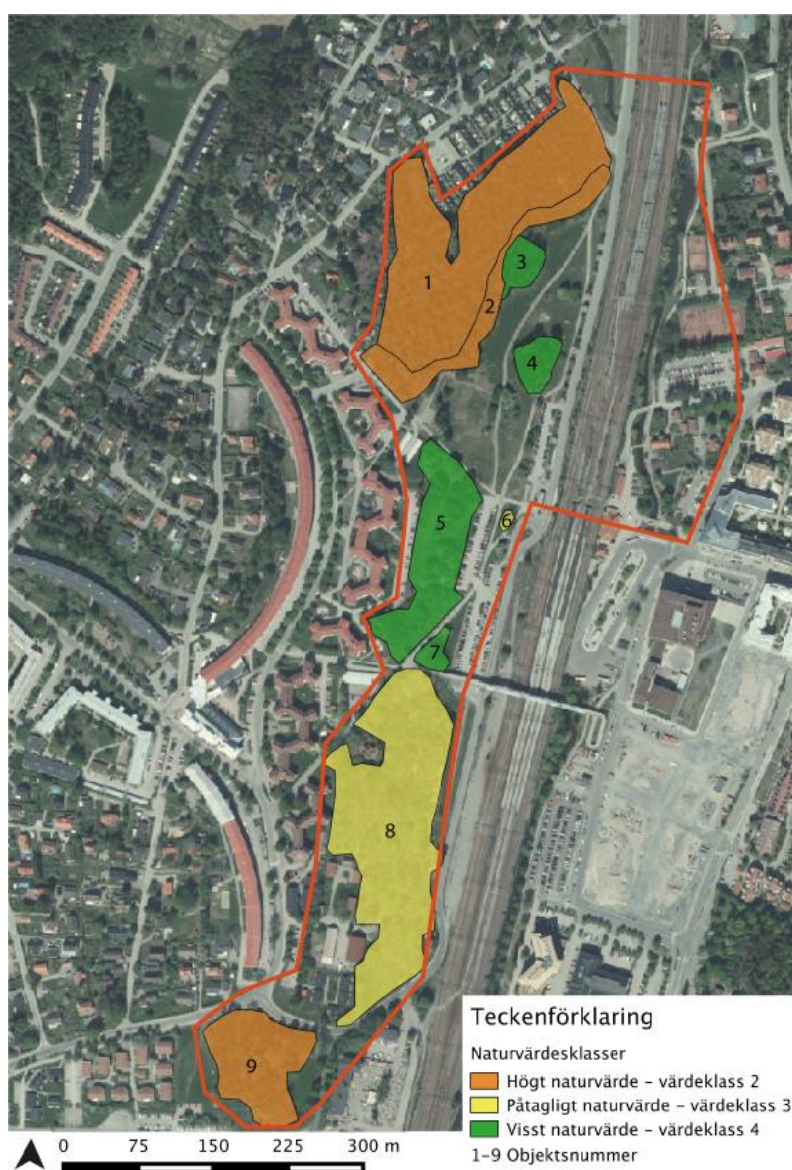 1
2
3
4
5
6
7
8
9
Teckenförklaring
Naturvärdesklasser
Högt naturvärde – värdeklass 2
Påtagligt naturvärde – värdeklass 3
Visst naturvärde – värdeklass 4
1–9 Objektsnummer
0 75 150 225 300 m